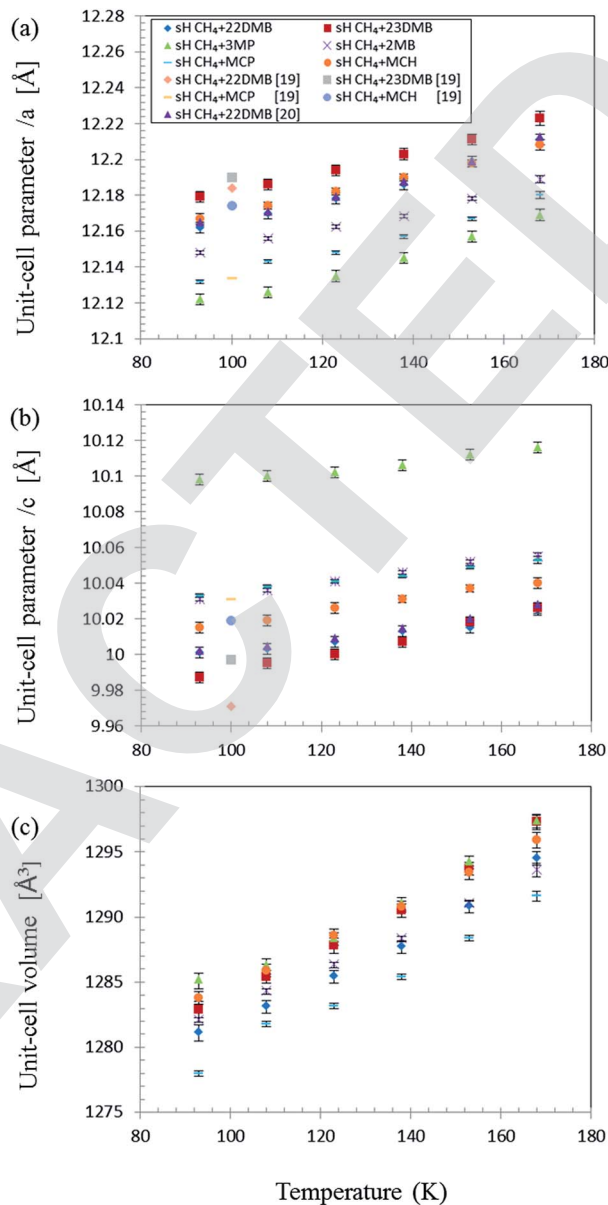 (a)
12.28
12.26
12.24
12.22
12.2
12.18
12.16
12.14
12.12
12.1
Unit-cell parameter /a [Å]
sH CH₄+22DMB sH CH₄+23DMB
sH CH₄+3MP sH CH₄+2MB
sH CH₄+MCP sH CH₄+MCH
sH CH₄+22DMB [19] sH CH₄+23DMB [19]
sH CH₄+MCP [19] sH CH₄+MCH [19]
sH CH₄+22DMB [20]
80 100 120 140 160 180
(b)
10.14
10.12
10.1
10.08
10.06
10.04
10.02
10
9.98
9.96
Unit-cell parameter /c [Å]
80 100 120 140 160 180
(c)
1300
1295
1290
1285
1280
1275
Unit-cell volume [Å³]
80 100 120 140 160 180
Temperature (K)